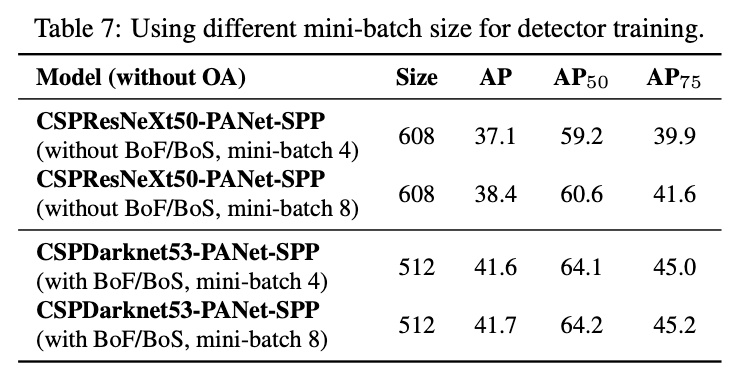 Table 7: Using different mini-batch size for detector training.
Model (without OA) Size AP AP50 AP75
CSPResNeXt50-PANet-SPP
(without BoF/BoS, mini-batch 4) 608 37.1 59.2 39.9
CSPResNeXt50-PANet-SPP
(without BoF/BoS, mini-batch 8) 608 38.4 60.6 41.6
CSPDarknet53-PANet-SPP
(with BoF/BoS, mini-batch 4) 512 41.6 64.1 45.0
CSPDarknet53-PANet-SPP
(with BoF/BoS, mini-batch 8) 512 41.7 64.2 45.2